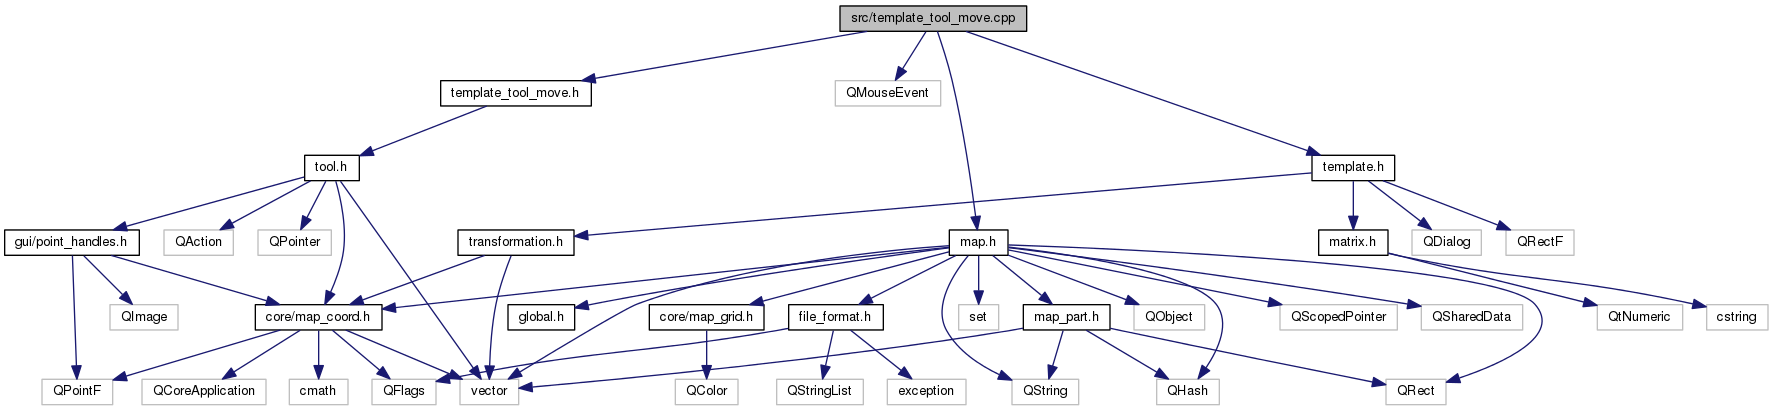 src/template_tool_move.cpp
template_tool_move.h
QMouseEvent
tool.h
template.h
gui/point_handles.h
QAction
QPointer
transformation.h
map.h
matrix.h
QDialog
QRectF
QImage
core/map_coord.h
global.h
core/map_grid.h
file_format.h
set
map_part.h
QObject
QScopedPointer
QSharedData
QtNumeric
cstring
QPointF
QCoreApplication
cmath
QFlags
vector
QColor
QStringList
exception
QString
QHash
QRect